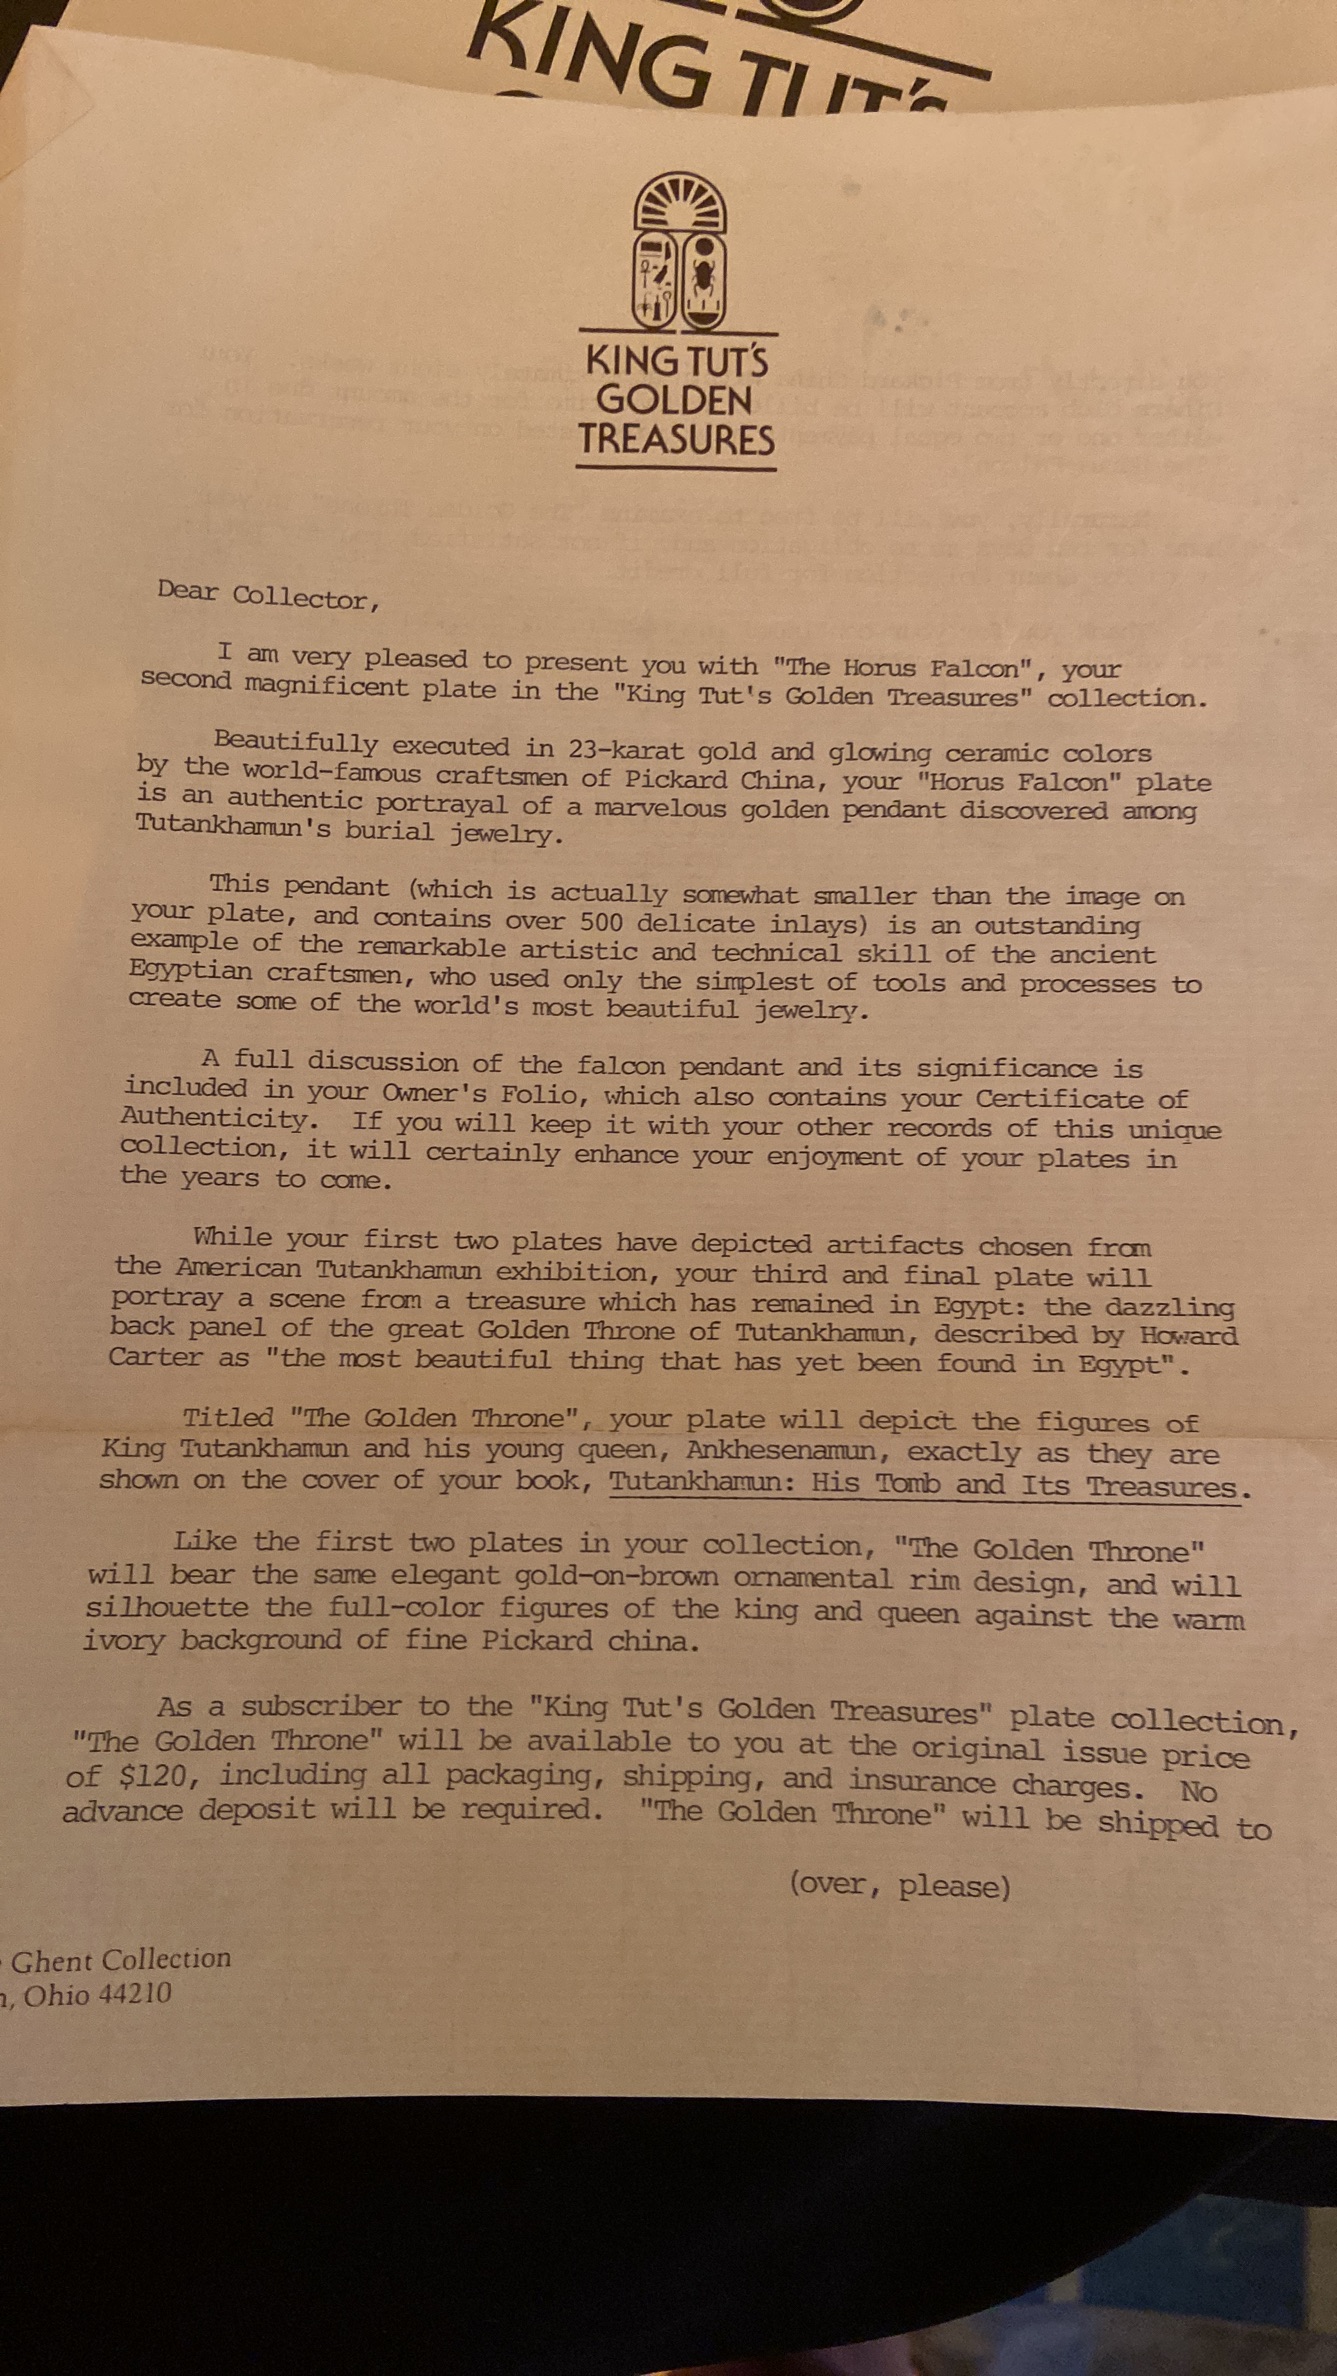 KING TUT's
KING TUT'S
GOLDEN
TREASURES
Dear Collector,
I am very pleased to present you with "The Horus Falcon", your
second magnificent plate in the "King Tut's Golden Treasures" collection.
Beautifully executed in 23-karat gold and glowing ceramic colors
by the world-famous craftsmen of Pickard China, your "Horus Falcon" plate
is an authentic portrayal of a marvelous golden pendant discovered among
Tutankhamun's burial jewelry.
This pendant (which is actually somewhat smaller than the image on
your plate, and contains over 500 delicate inlays) is an outstanding
example of the remarkable artistic and technical skill of the ancient
Egyptian craftsmen, who used only the simplest of tools and processes to
create some of the world's most beautiful jewelry.
A full discussion of the falcon pendant and its significance is
included in your Owner's Folio, which also contains your Certificate of
Authenticity. If you will keep it with your other records of this unique
collection, it will certainly enhance your enjoyment of your plates in
the years to come.
While your first two plates have depicted artifacts chosen from
the American Tutankhamun exhibition, your third and final plate will
portray a scene from a treasure which has remained in Egypt: the dazzling
back panel of the great Golden Throne of Tutankhamun, described by Howard
Carter as "the most beautiful thing that has yet been found in Egypt".
Titled "The Golden Throne", your plate will depict the figures of
King Tutankhamun and his young queen, Ankhesenamun, exactly as they are
shown on the cover of your book, Tutankhamun: His Tomb and Its Treasures.
Like the first two plates in your collection, "The Golden Throne"
will bear the same elegant gold-on-brown ornamental rim design, and will
silhouette the full-color figures of the king and queen against the warm
ivory background of fine Pickard china.
As a subscriber to the "King Tut's Golden Treasures" plate collection,
"The Golden Throne" will be available to you at the original issue price
of $120, including all packaging, shipping, and insurance charges. No
advance deposit will be required. "The Golden Throne" will be shipped to
(over, please)
Ghent Collection
Ohio 44210